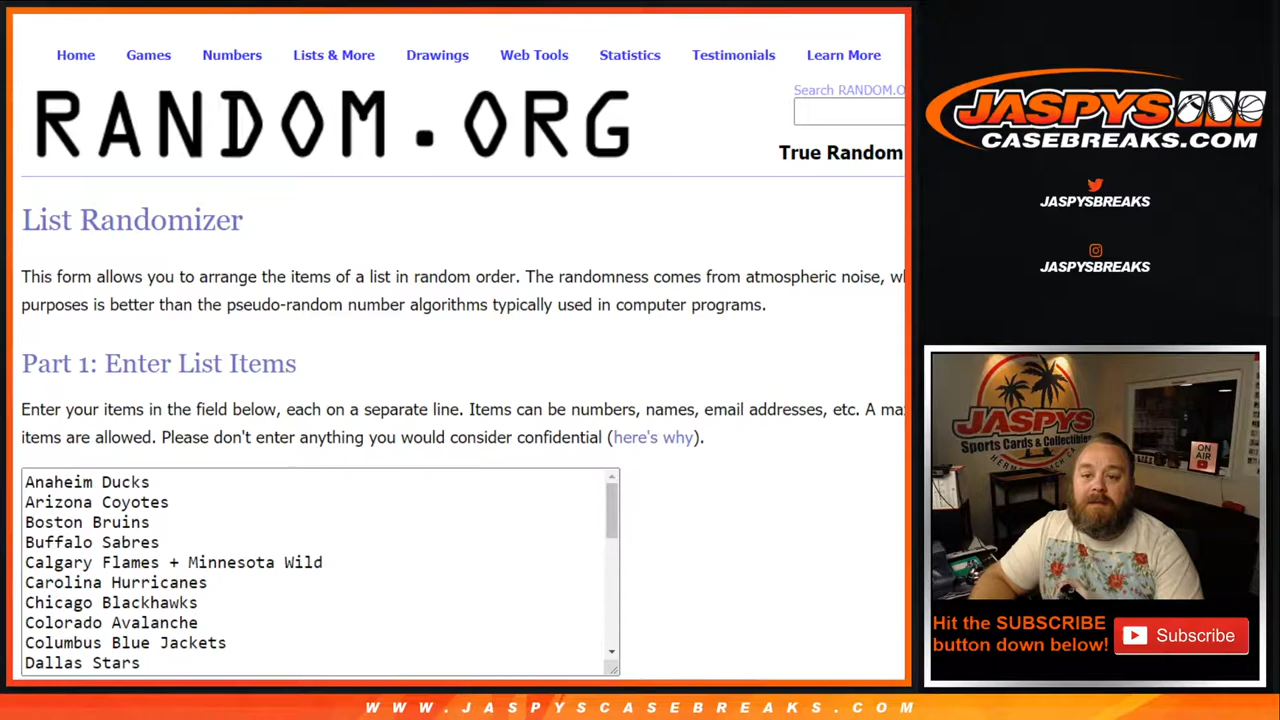 Home Games Numbers Lists & More Drawings Web Tools Statistics Testimonials Learn More
RANDOM.ORG
Search RANDOM.O
True Random
List Randomizer
This form allows you to arrange the items of a list in random order. The randomness comes from atmospheric noise, wh
purposes is better than the pseudo-random number algorithms typically used in computer programs.
Part 1: Enter List Items
Enter your items in the field below, each on a separate line. Items can be numbers, names, email addresses, etc. A ma
items are allowed. Please don't enter anything you would consider confidential (here's why).
Anaheim Ducks
Arizona Coyotes
Boston Bruins
Buffalo Sabres
Calgary Flames + Minnesota Wild
Carolina Hurricanes
Chicago Blackhawks
Colorado Avalanche
Columbus Blue Jackets
Dallas Stars
JASPYS
CASEBREAKS.COM
JASPYSBREAKS
JASPYSBREAKS
JASPYS
Sports Cards & Collectibles
ON
AIR
Hit the SUBSCRIBE
button down below!
Subscribe
WWW.JASPYSCASEBREAKS.COM